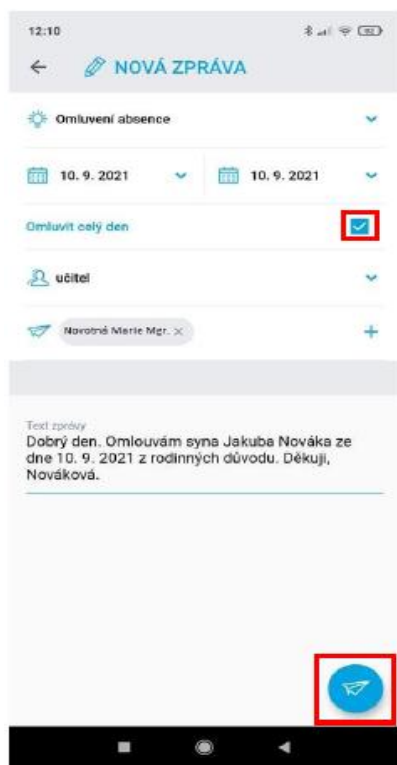 12:10
NOVÁ ZPRÁVA
Omluvení absence
10. 9. 2021 10. 9. 2021
Omluvit celý den
učitel
Novotná Marie Mgr.
Text zprávy
Dobrý den. Omlouvám syna Jakuba Nováka ze
dne 10. 9. 2021 z rodinných důvodu. Děkuji,
Nováková.